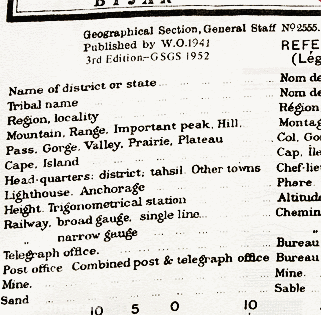 Geographical Section, General Staff Nº 2555.
Published by W.O. 1941
3rd Edition.-GSGS 1952
REFE
(Lég
Name of district or state Nom de
Tribal name Nom de
Region, locality Région
Mountain, Range, Important peak, Hill, Montag
Pass, Gorge, Valley, Prairie, Plateau Col, Go
Cape, Island Cap, Île
Head-quarters: district; tahsil. Other towns Chef-lie
Lighthouse. Anchorage Phare
Height. Trigonometrical station Altitud
Railway, broad gauge, single line Chemin
" narrow gauge "
Telegraph office. Bureau
Post office Combined post & telegraph office Bureau
Mine. Mine.
Sand Sable
10 5 0 10